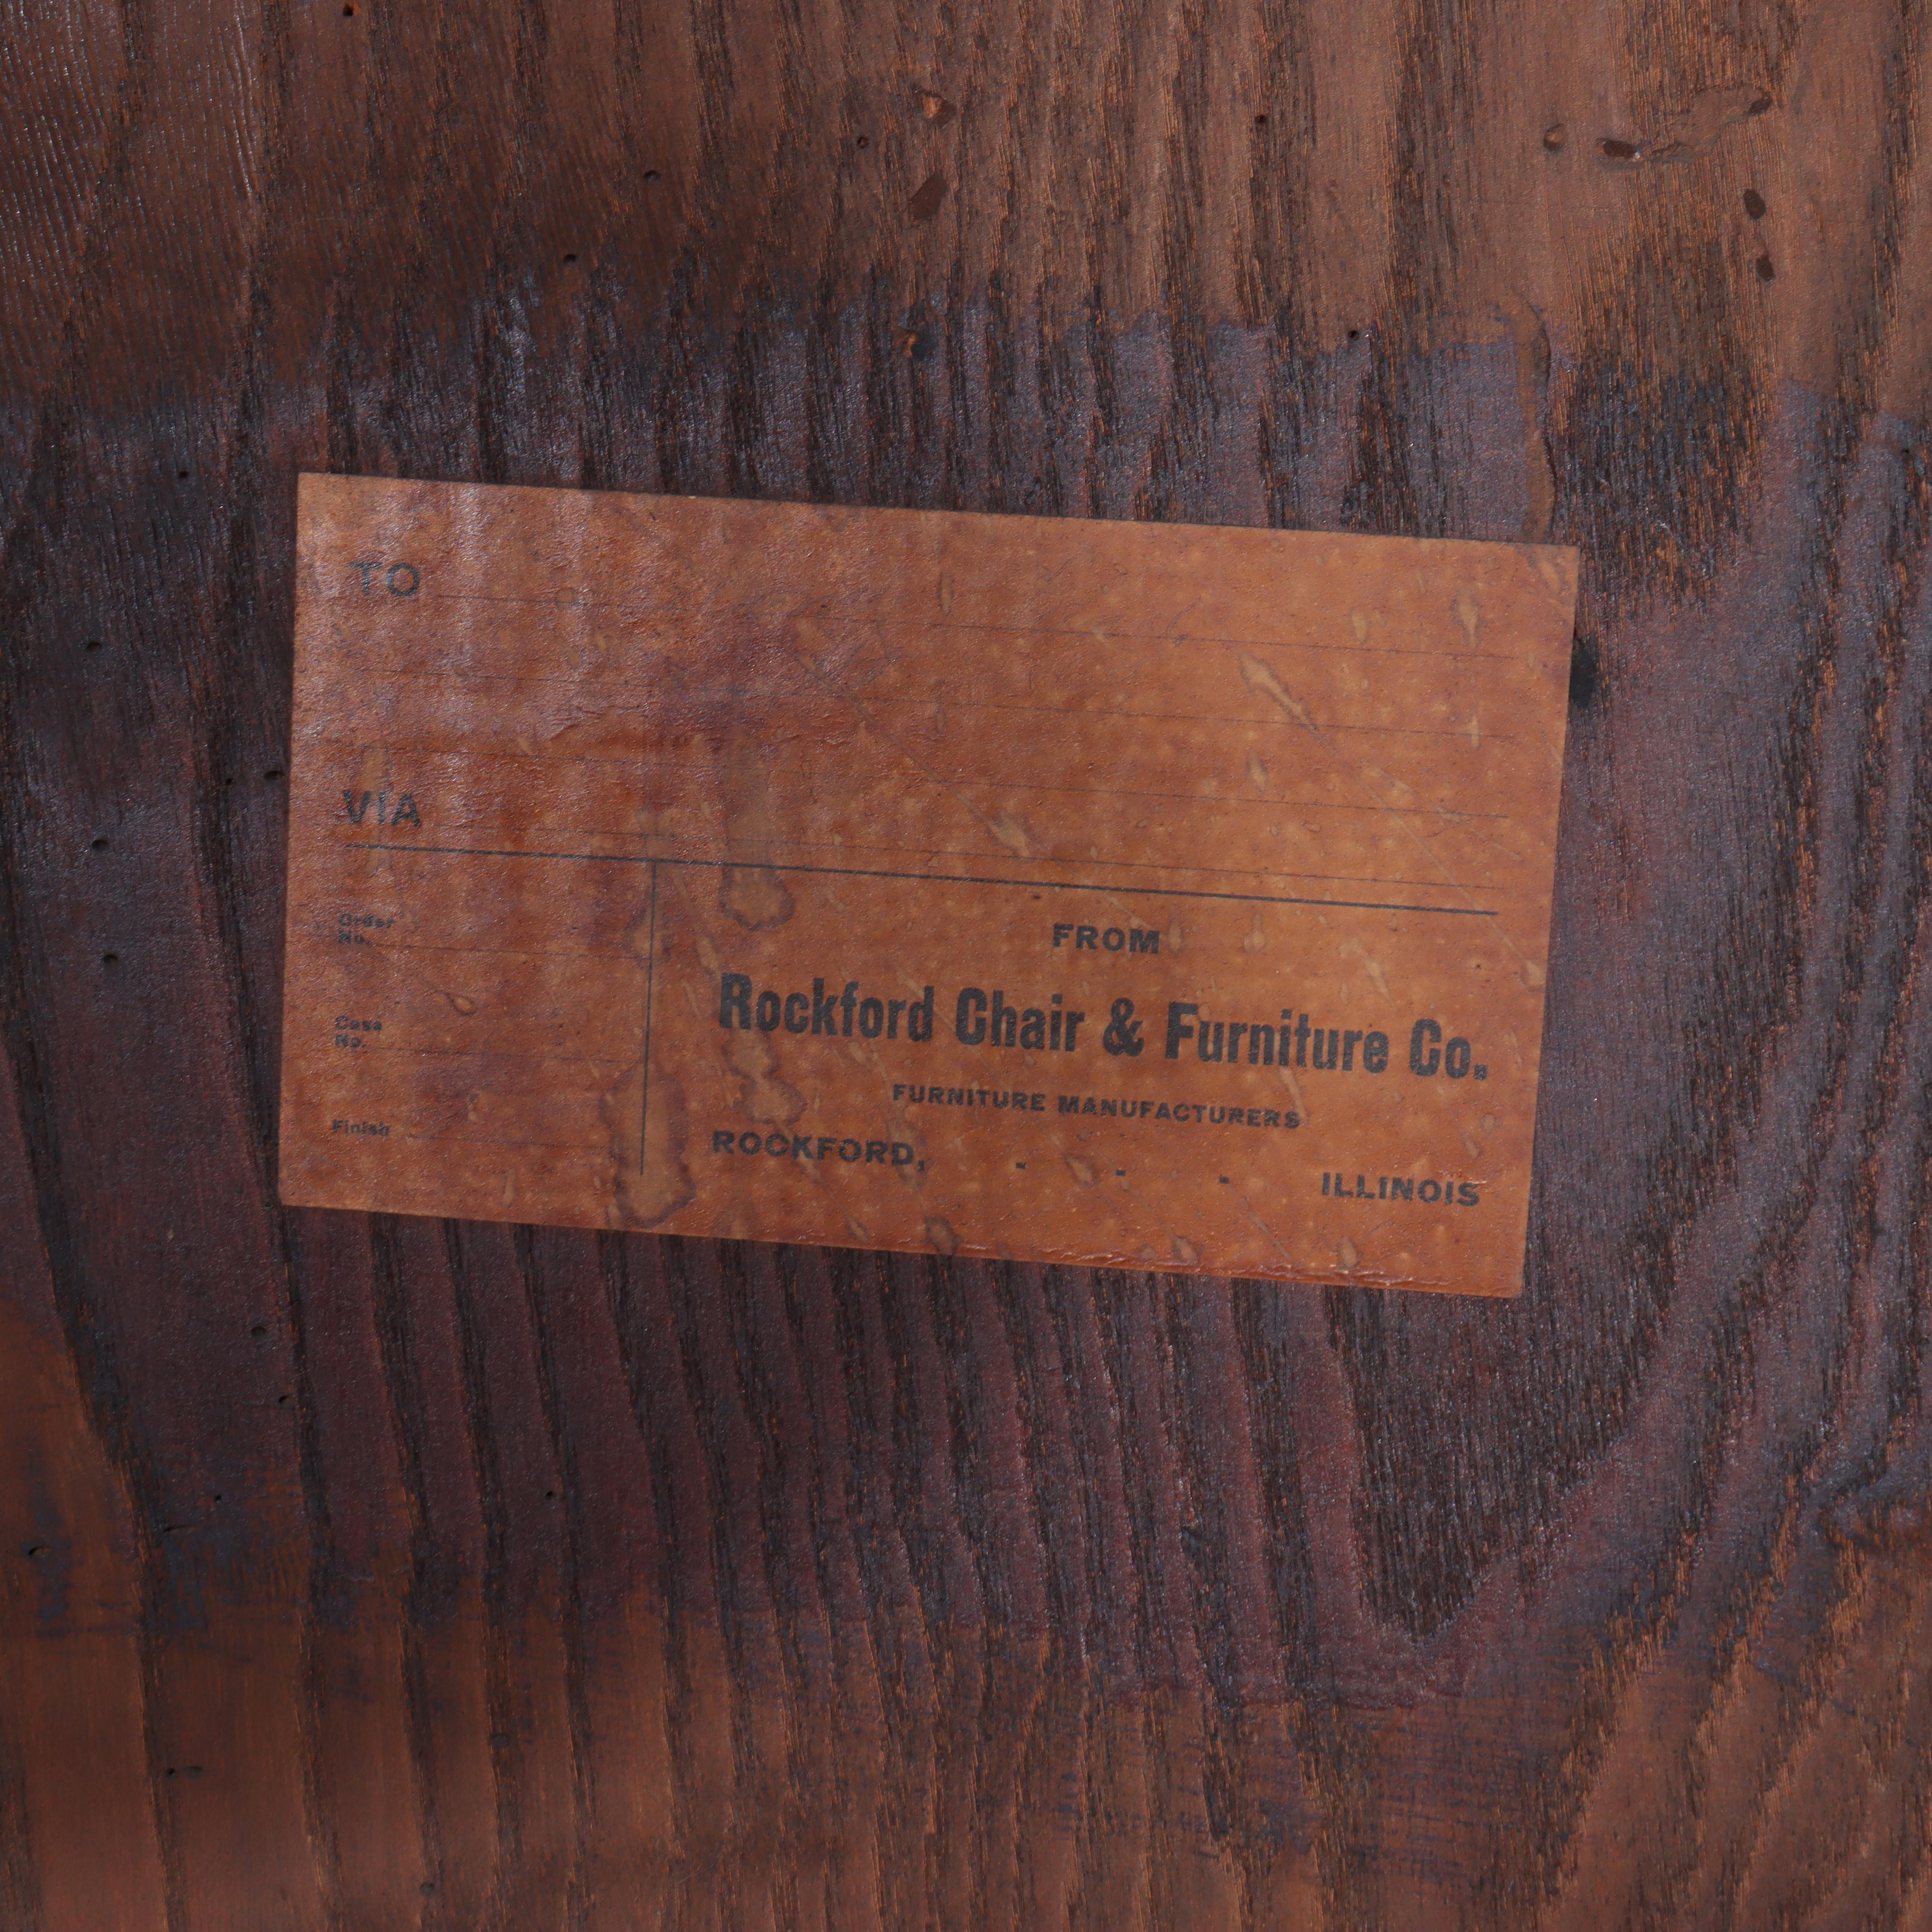 TO
VIA
Order
No.
Case
No.
Finish
FROM
Rockford Chair & Furniture Co.
FURNITURE MANUFACTURERS
ROCKFORD, - - - ILLINOIS